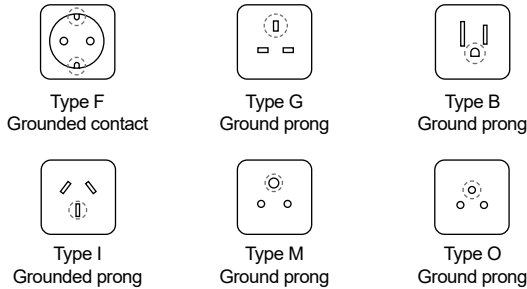 Type F
Grounded contact
Type G
Ground prong
Type B
Ground prong
Type I
Grounded prong
Type M
Ground prong
Type O
Ground prong